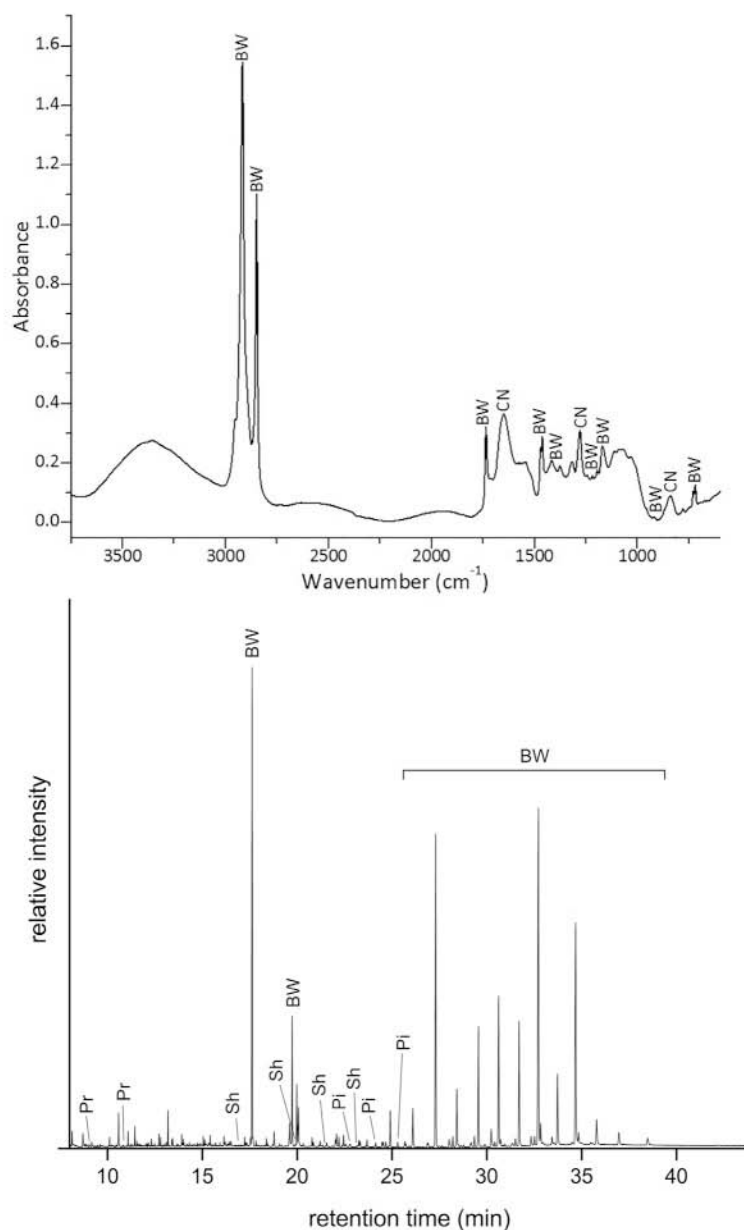 BW
BW
1.6
1.4
1.2
1.0
0.8
0.6
0.4
0.2
0.0
Absorbance
BW
CN
BW
BW
CN
BW
BW
BW
CN
BW
3500
3000
2500
2000
1500
1000
Wavenumber (cm⁻¹)
relative intensity
BW
BW
BW
Pr
Pr
Sh
Sh
Sh
Pi
Sh
Pi
Pi
10
15
20
25
30
35
40
retention time (min)